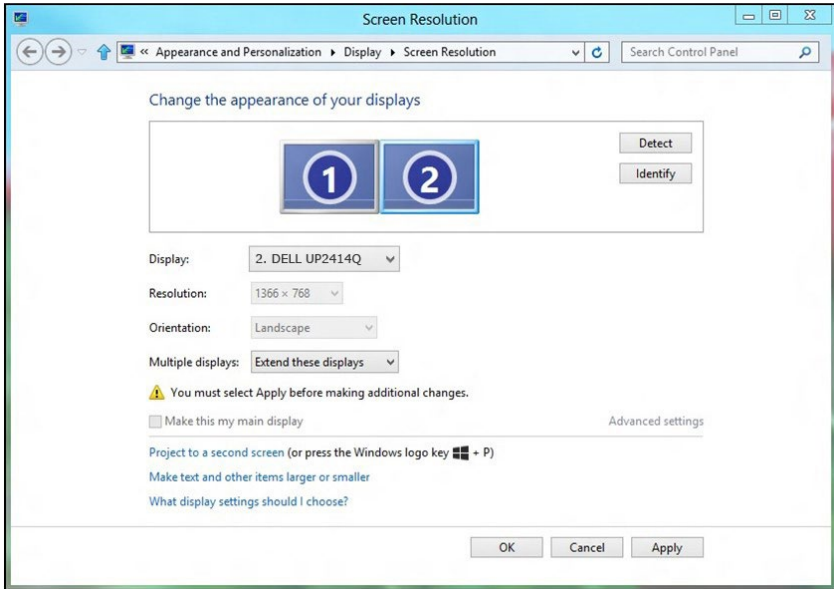 Screen Resolution
« Appearance and Personalization ▸ Display ▸ Screen Resolution
Search Control Panel
Change the appearance of your displays
1 2
Detect
Identify
Display: 2. DELL UP2414Q
Resolution: 1366 × 768
Orientation: Landscape
Multiple displays: Extend these displays
You must select Apply before making additional changes.
Make this my main display Advanced settings
Project to a second screen (or press the Windows logo key + P)
Make text and other items larger or smaller
What display settings should I choose?
OK Cancel Apply